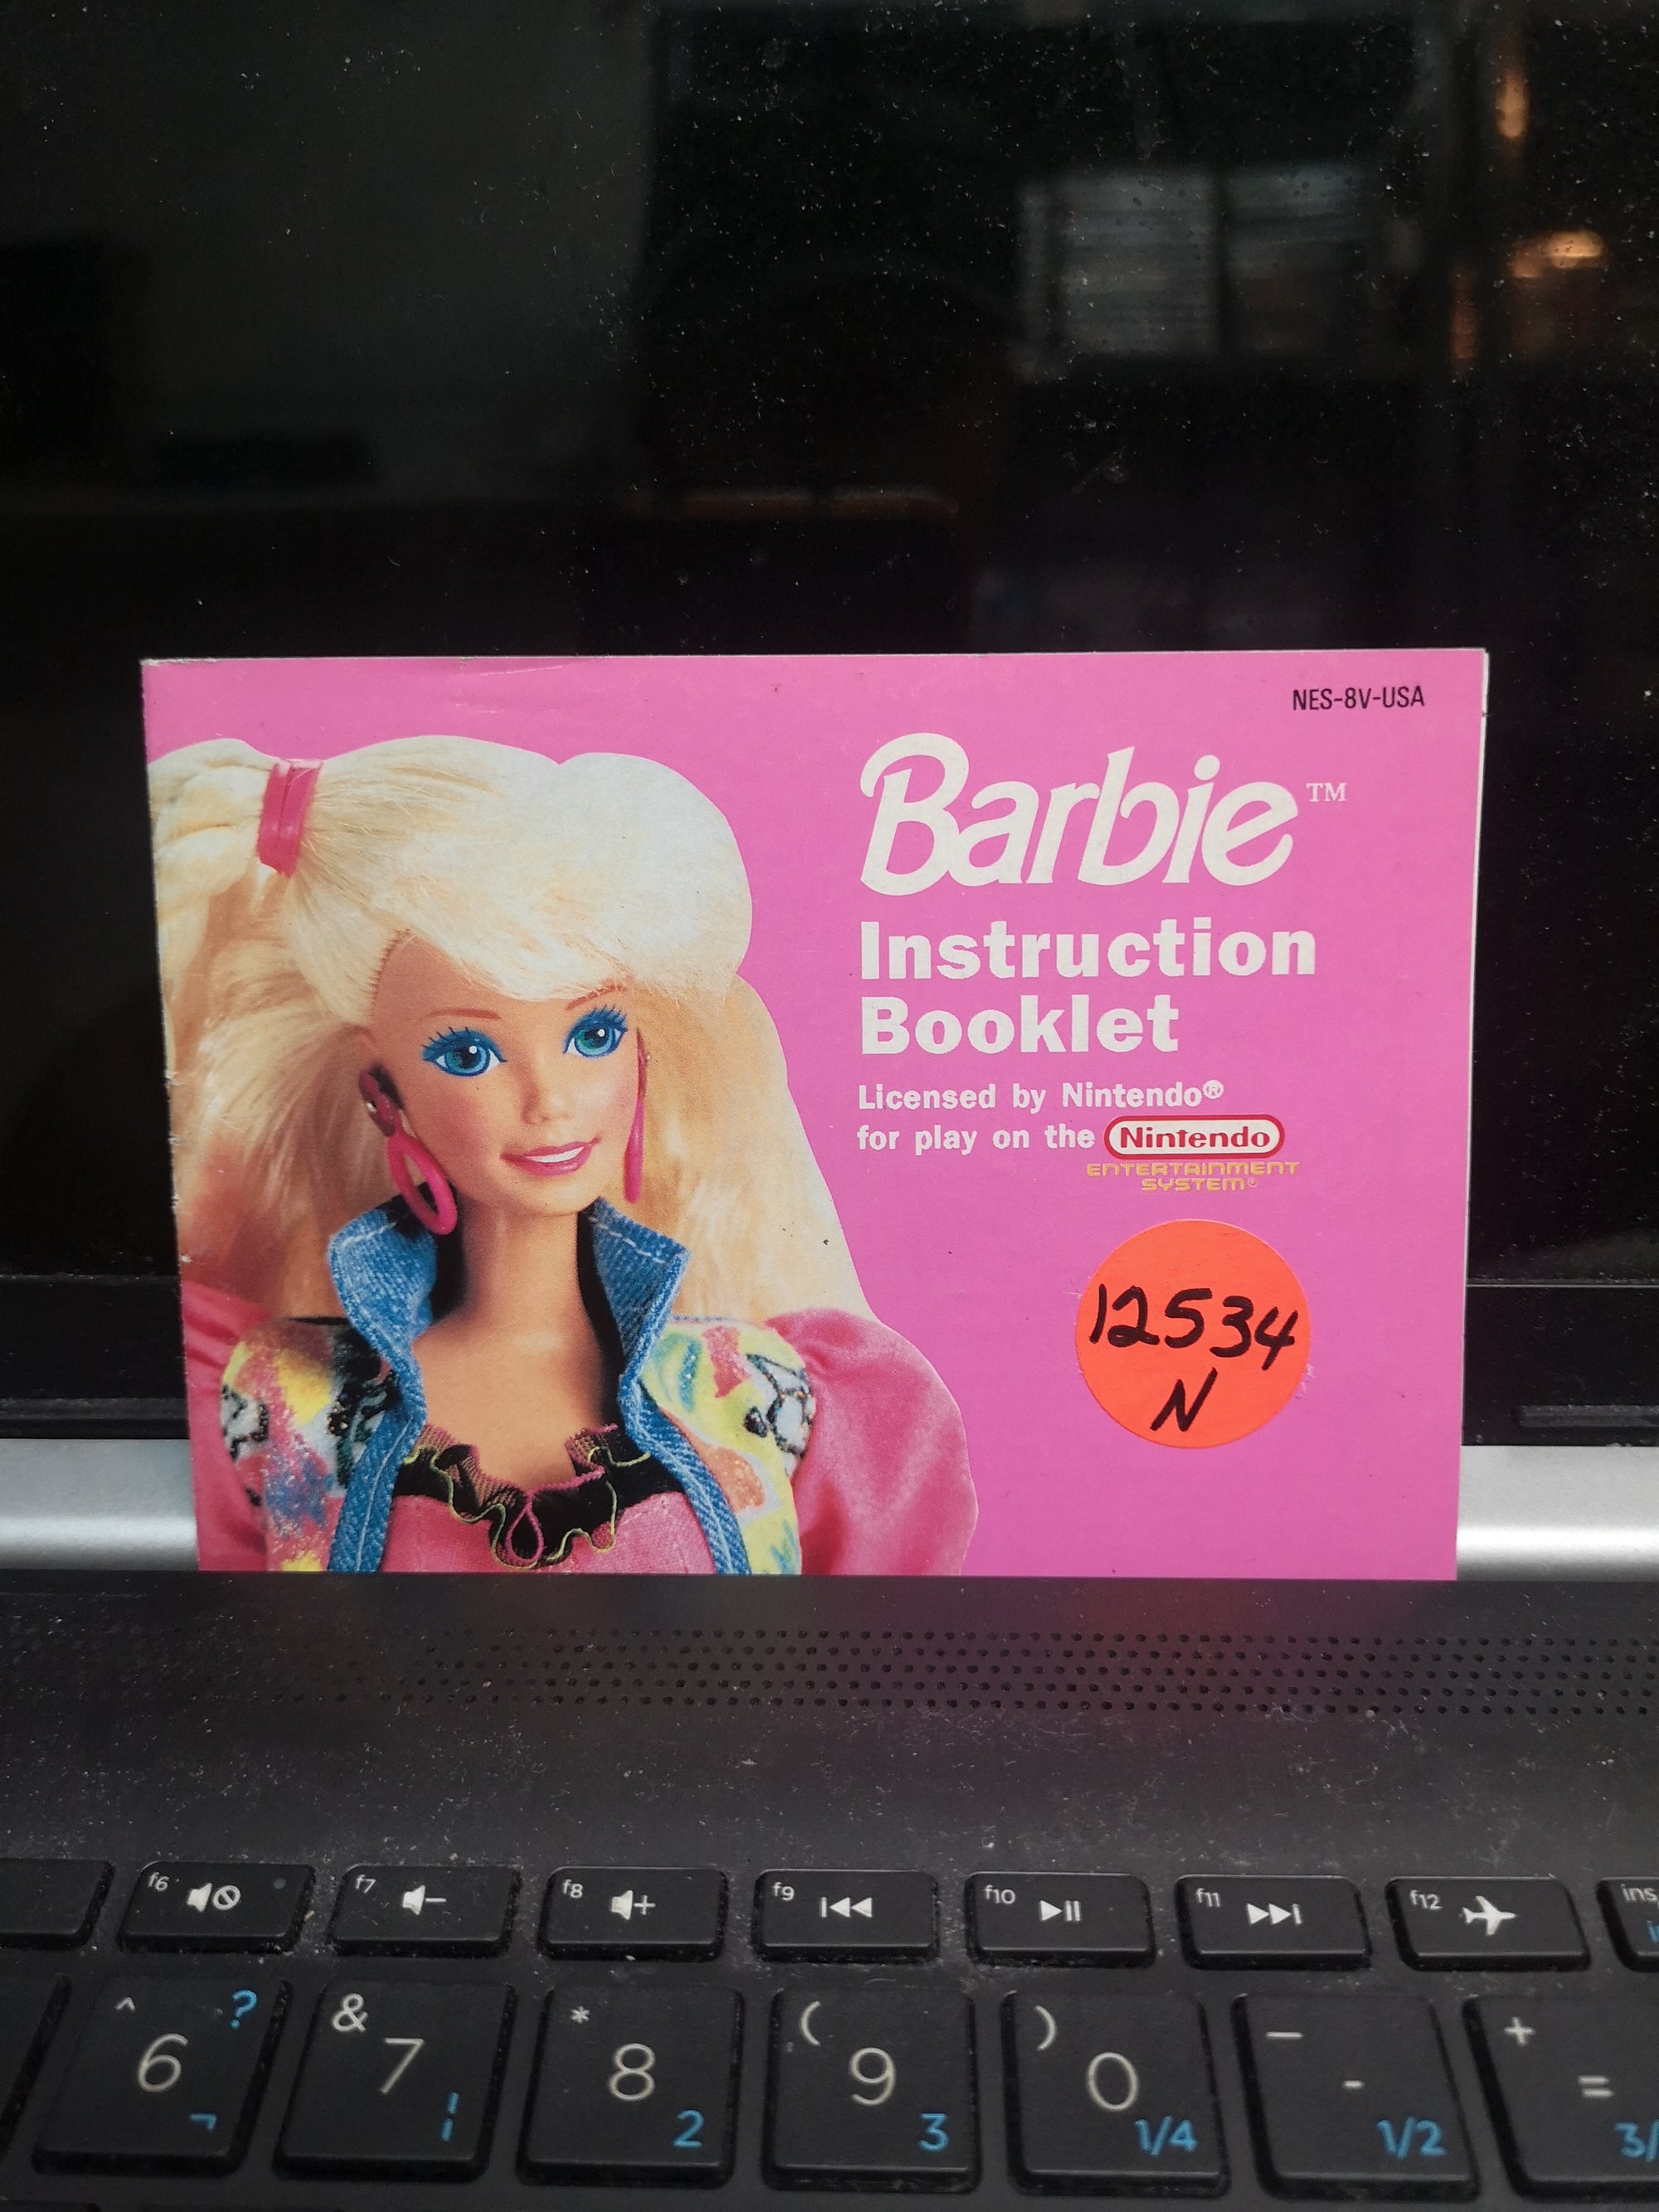 NES-8V-USA
Barbie™
Instruction
Booklet
Licensed by Nintendo®
for play on the Nintendo
ENTERTAINMENT
SYSTEM®
12534
N
f6
f7
f8
f9
f10
f11
f12
ins
^ ?
6
¬
&
7
¦
*
8
2
(
9
3
)
0
1/4
—
-
1/2
+
=
3/